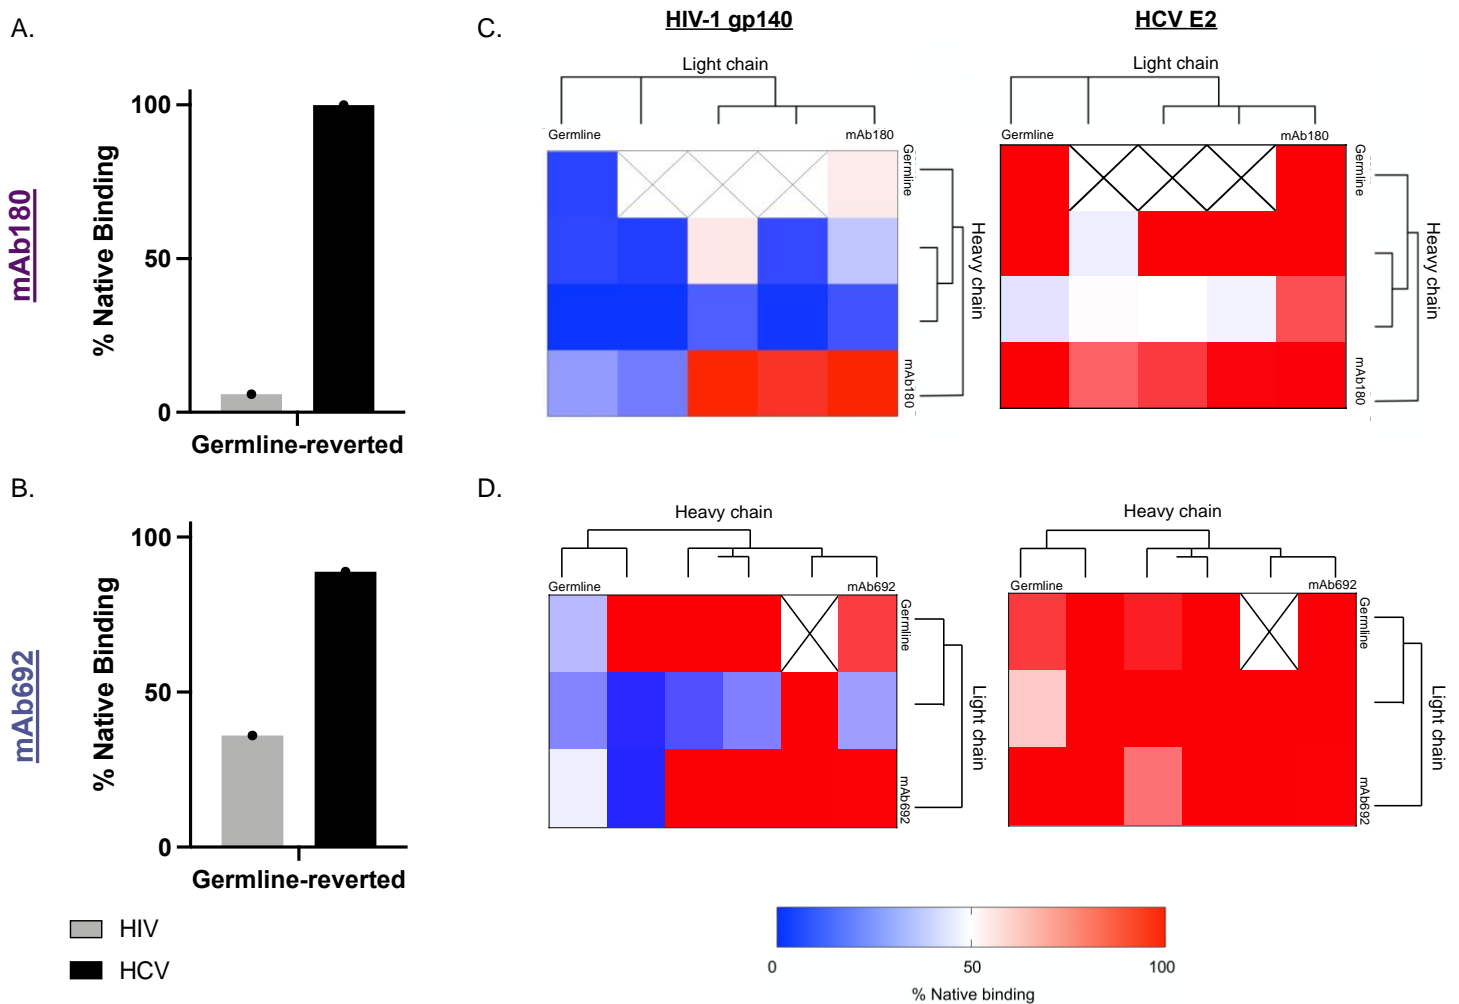 A.
mAb180
% Native Binding
100
50
0
Germline-reverted
B.
mAb692
% Native Binding
100
50
0
Germline-reverted
HIV
HCV
C.
HIV-1 gp140
Light chain
Germline
mAb180
Germline
mAb180
Heavy chain
HCV E2
Light chain
Germline
mAb180
Germline
mAb180
Heavy chain
D.
Heavy chain
Germline
mAb692
Germline
mAb692
Light chain
Heavy chain
Germline
mAb692
Germline
mAb692
Light chain
0
50
100
% Native binding